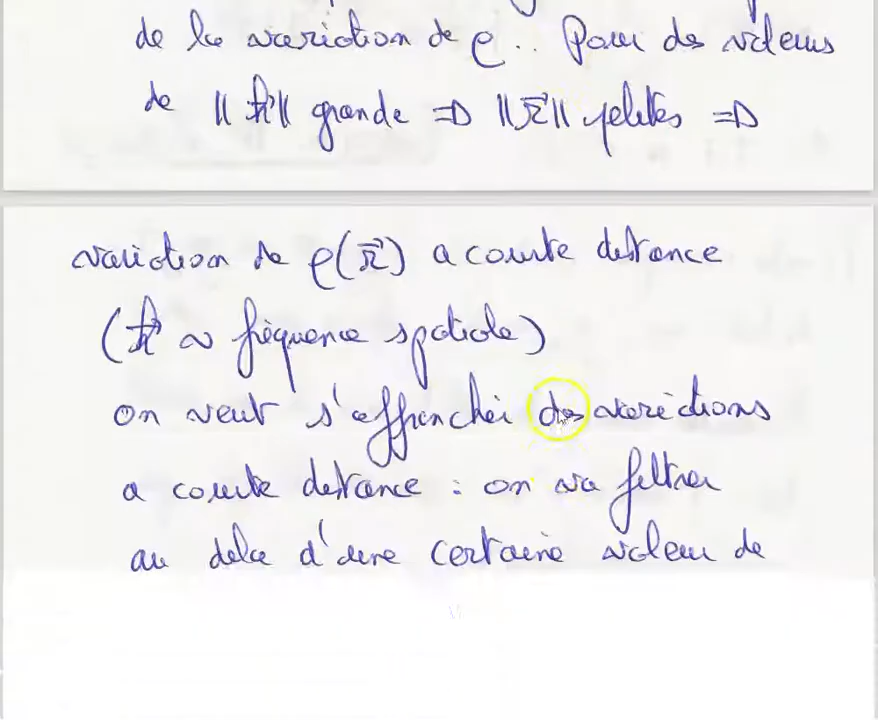 de la variation de ρ.. Pour des valeurs
de ||k⃗|| grande => ||r⃗|| petites =>
variation de ρ(r⃗) a courte distance
(k⃗ ~ fréquence spatiale)
on veut s'affranchir des variations
a courte distance : on va filtrer
au dela d'une certaine valeur de